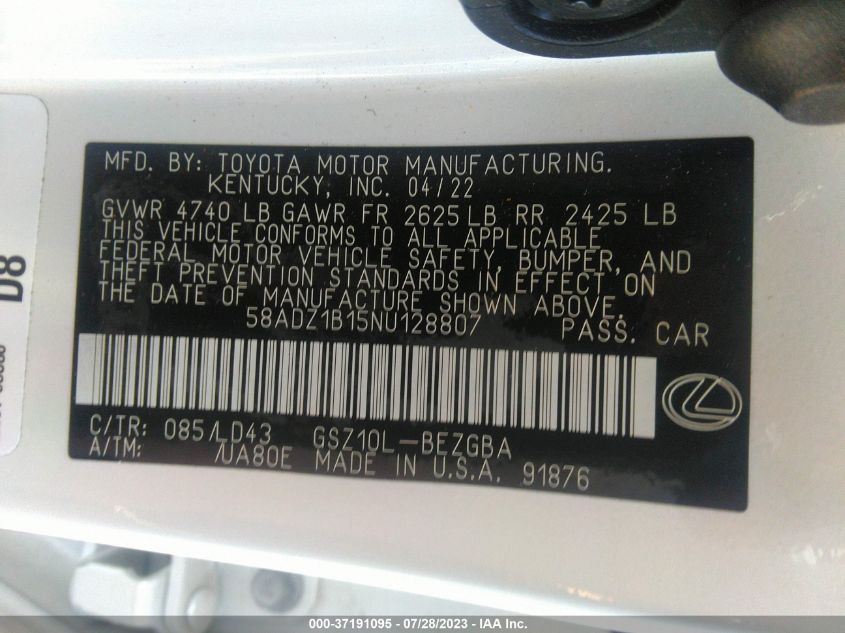 MFD. BY: TOYOTA MOTOR MANUFACTURING.
KENTUCKY, INC. 04/22
GVWR 4740 LB GAWR FR 2625 LB RR 2425 LB
THIS VEHICLE CONFORMS TO ALL APPLICABLE
FEDERAL MOTOR VEHICLE SAFETY, BUMPER, AND
THEFT PREVENTION STANDARDS IN EFFECT ON
THE DATE OF MANUFACTURE SHOWN ABOVE.
58ADZ1B15NU128807 PASS. CAR
C/TR: 085/LD43 GSZ10L-BEZGBA
A/TM: /UA80E MADE IN U.S.A. 91876
D8
000-37191095 - 07/28/2023 - IAA Inc.